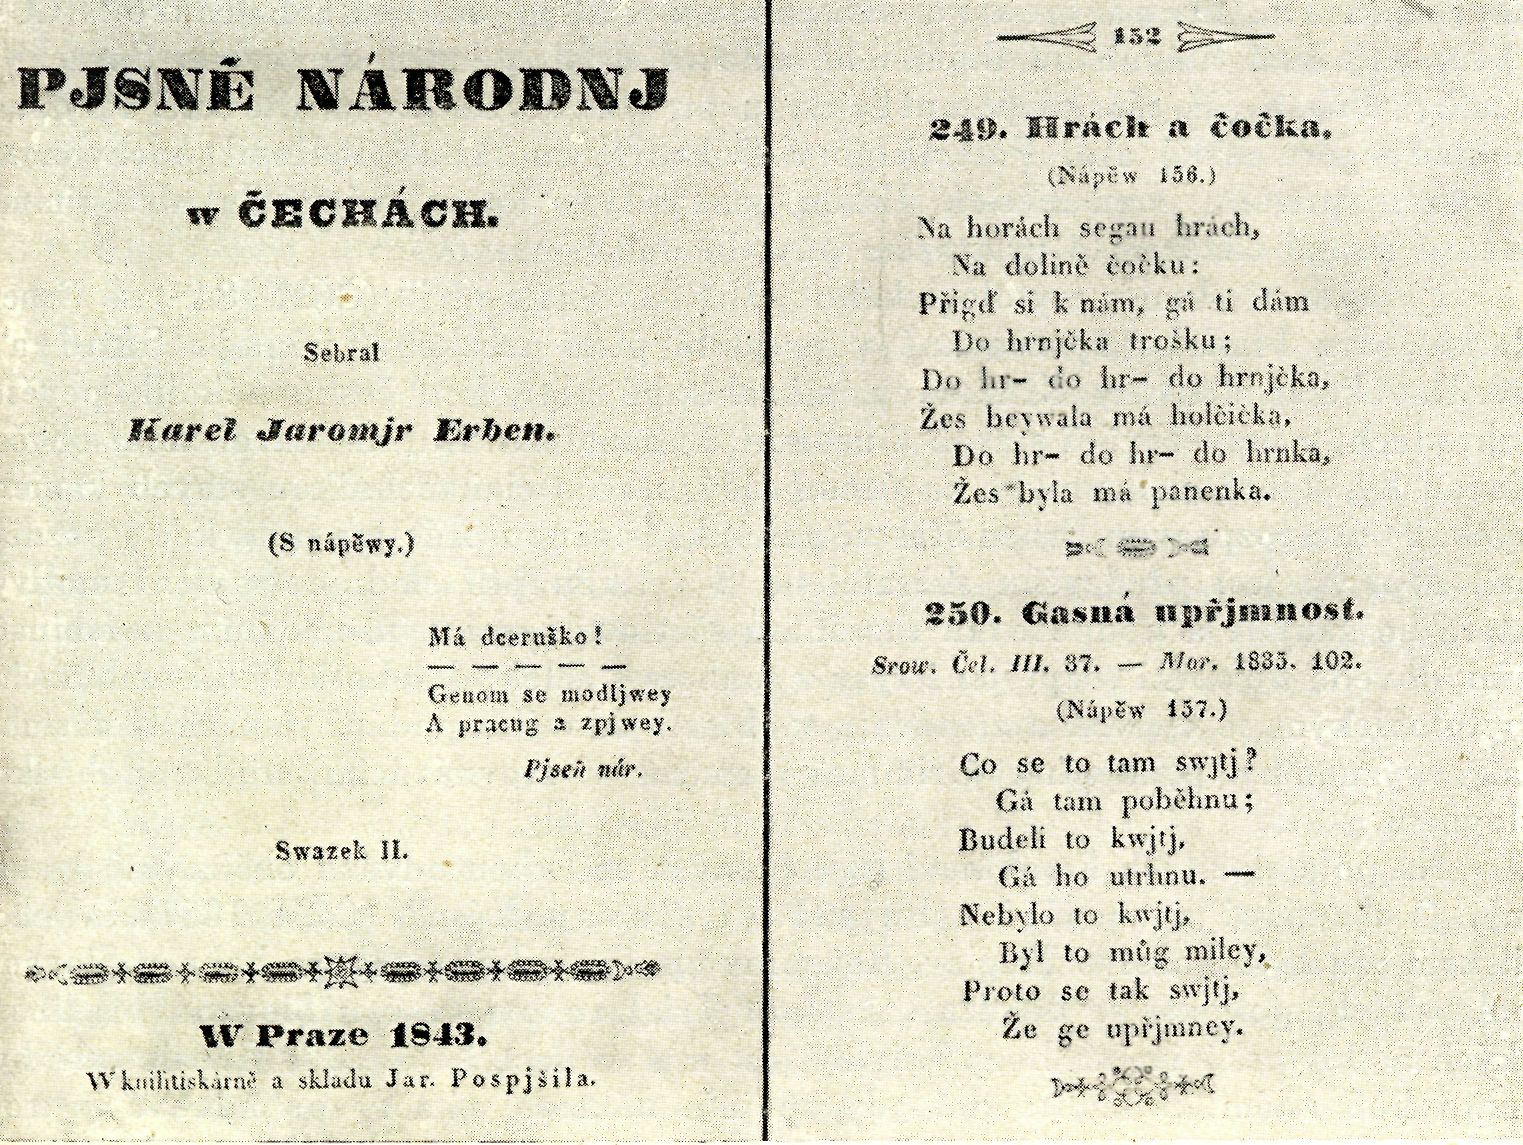 PJSNĚ NÁRODNJ
w ČECHÁCH.
Sebral
Karel Jaromjr Erben.
(S nápěwy.)
Má dceruško!
— — — — —
Genom se modljwey
A pracug a zpjwey.
Pjseň nár.
Swazek II.
W Praze 1843.
W knihtiskárně a skladu Jar. Pospjšila.
152
249. Hrách a čočka.
(Nápěw 156.)
Na horách segau hrách,
Na dolině čočku:
Přigď si k nám, gá ti dám
Do hrnjčka trošku;
Do hr– do hr– do hrnjčka,
Žes beywala má holčička,
Do hr– do hr– do hrnka,
Žes byla má panenka.
250. Gasná upřjmnost.
Srow. Čel. III. 37. — Mor. 1835. 102.
(Nápěw 157.)
Co se to tam swjtj?
Gá tam poběhnu;
Budeli to kwjtj,
Gá ho utrhnu. —
Nebylo to kwjtj,
Byl to můg miley,
Proto se tak swjtj,
Že ge upřjmney.